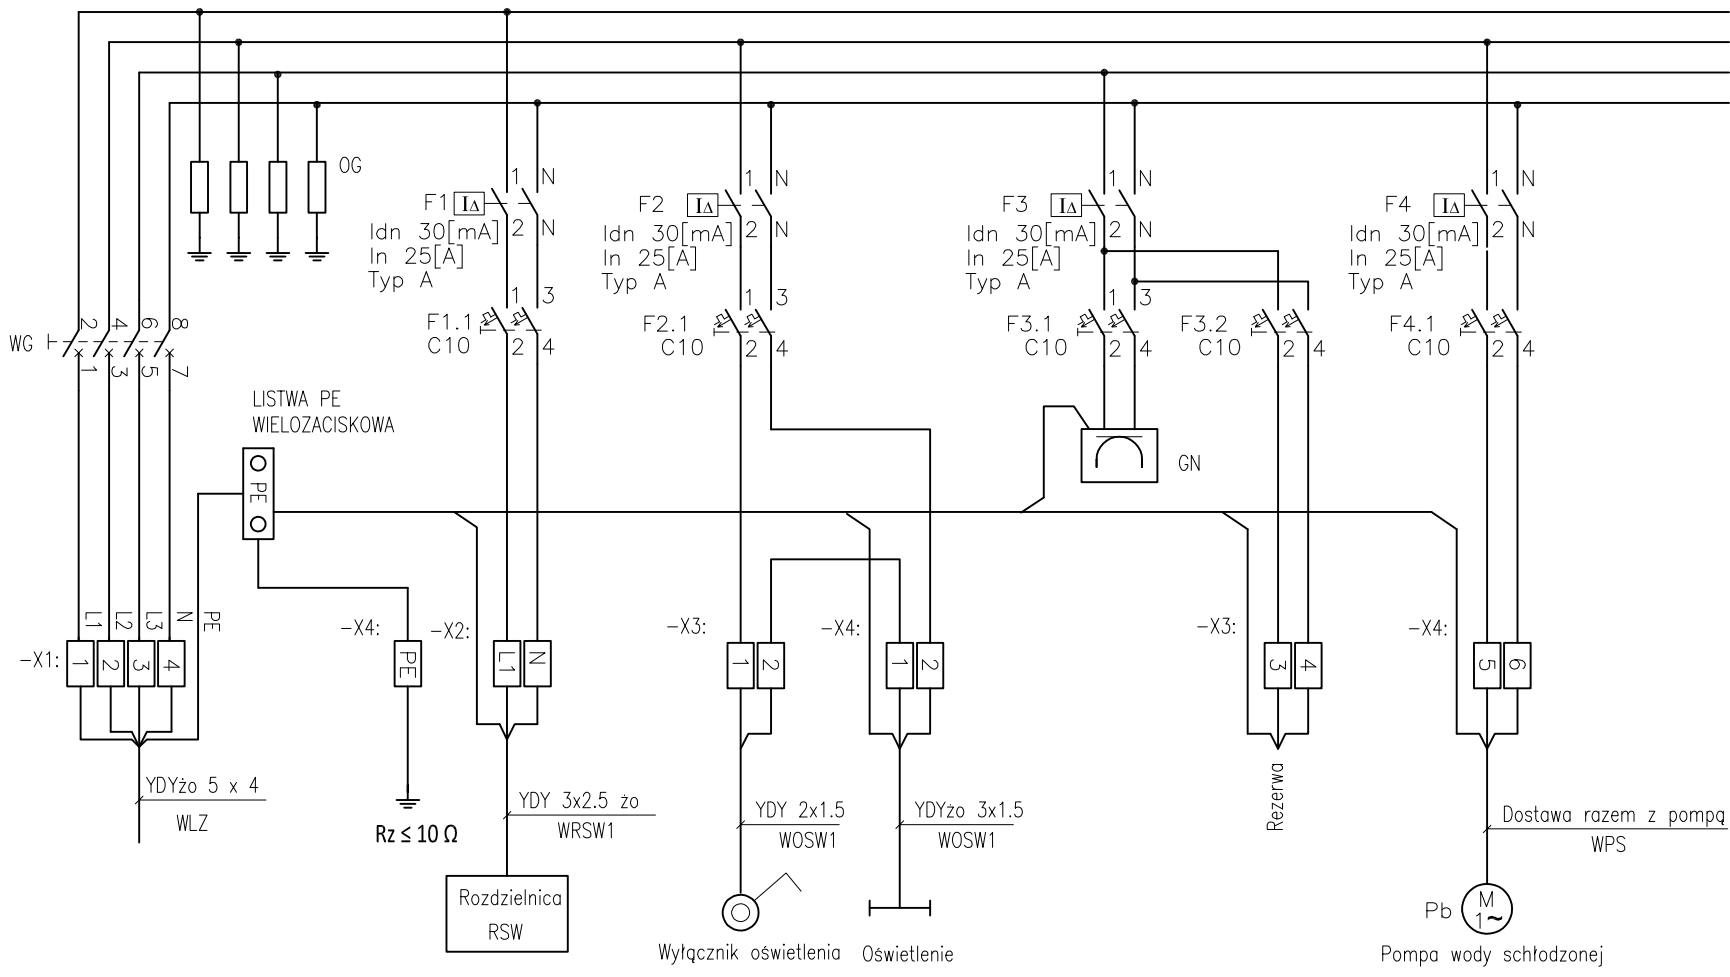 OG
F1 I∆
1 N
2 N
Idn 30[mA]
In 25[A]
Typ A
F2 I∆
1 N
2 N
Idn 30[mA]
In 25[A]
Typ A
F3 I∆
1 N
2 N
Idn 30[mA]
In 25[A]
Typ A
F4 I∆
1 N
2 N
Idn 30[mA]
In 25[A]
Typ A
WG
2 4 6 8
1 3 5 7
F1.1
C10
1 3
2 4
F2.1
C10
1 3
2 4
F3.1
C10
1 3
2 4
F3.2
C10
2 4
F4.1
C10
2 4
LISTWA PE
WIELOZACISKOWA
PE
GN
L1 L2 L3 N PE
-X1: 1 2 3 4
-X4: PE
-X2: L1 N
-X3: 1 2
-X4: 1 2
-X3: 3 4
-X4: 5 6
YDYżo 5 x 4
WLZ
Rz ≤ 10 Ω
YDY 3x2.5 żo
WRSW1
YDY 2x1.5
WOSW1
YDYżo 3x1.5
WOSW1
Rezerwa
Dostawa razem z pompą
WPS
Rozdzielnica
RSW
Wyłącznik oświetlenia
Oświetlenie
Pb
M
1~
Pompa wody schłodzonej